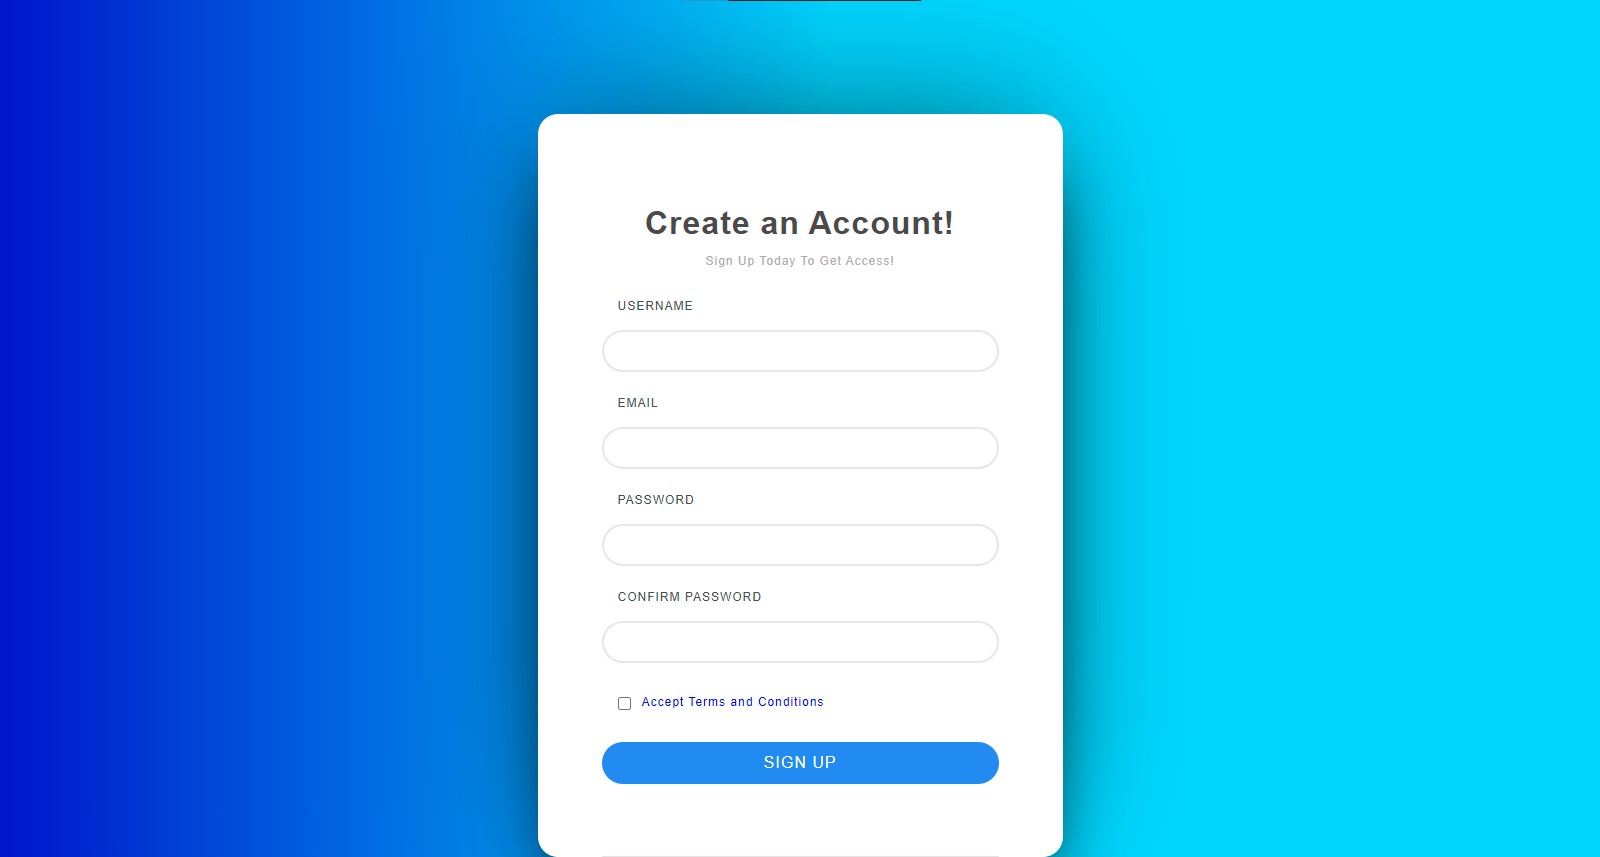 Create an Account!
Sign Up Today To Get Access!
USERNAME
EMAIL
PASSWORD
CONFIRM PASSWORD
Accept Terms and Conditions
SIGN UP